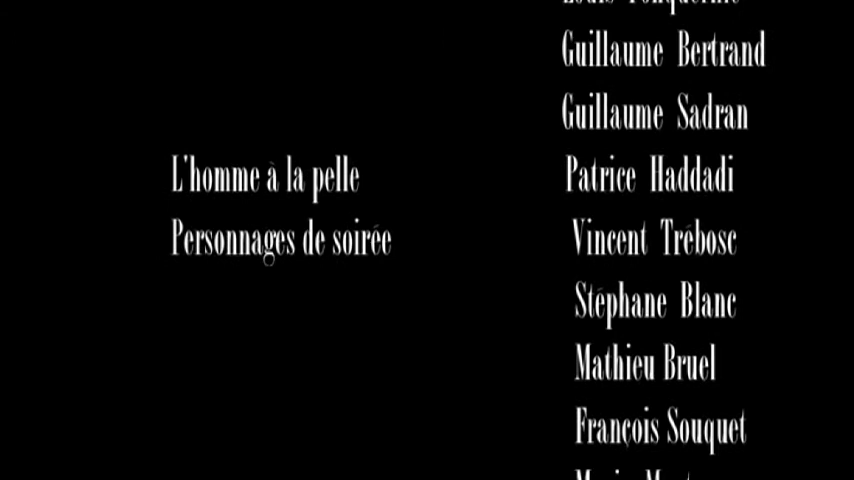 Guillaume Bertrand
Guillaume Sadran
L'homme à la pelle Patrice Haddadi
Personnages de soirée Vincent Trébosc
Stéphane Blanc
Mathieu Bruel
François Souquet